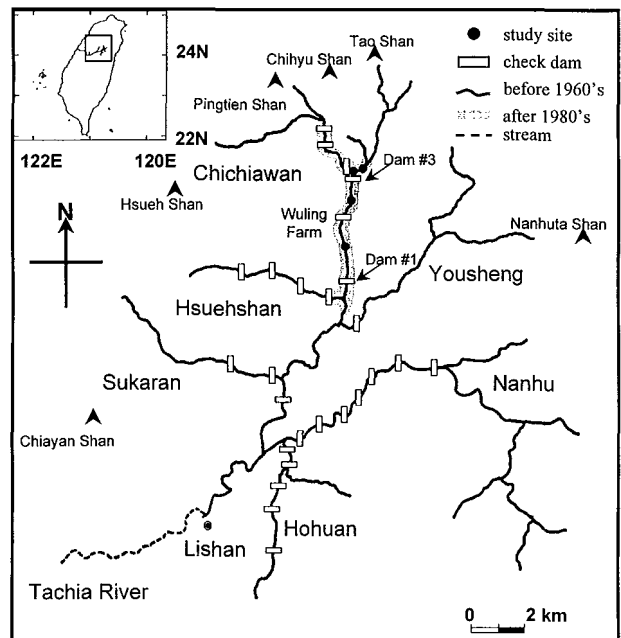 24N
22N
122E
120E
Tao Shan
Chihyu Shan
Pingtien Shan
study site
check dam
before 1960's
after 1980's
stream
Chichiawan
Dam #3
Hsueh Shan
N
Wuling
Farm
Nanhuta Shan
Dam #1
Yousheng
Hsuehshan
Sukaran
Nanhu
Chiayan Shan
Lishan
Hohuan
Tachia River
0 2 km